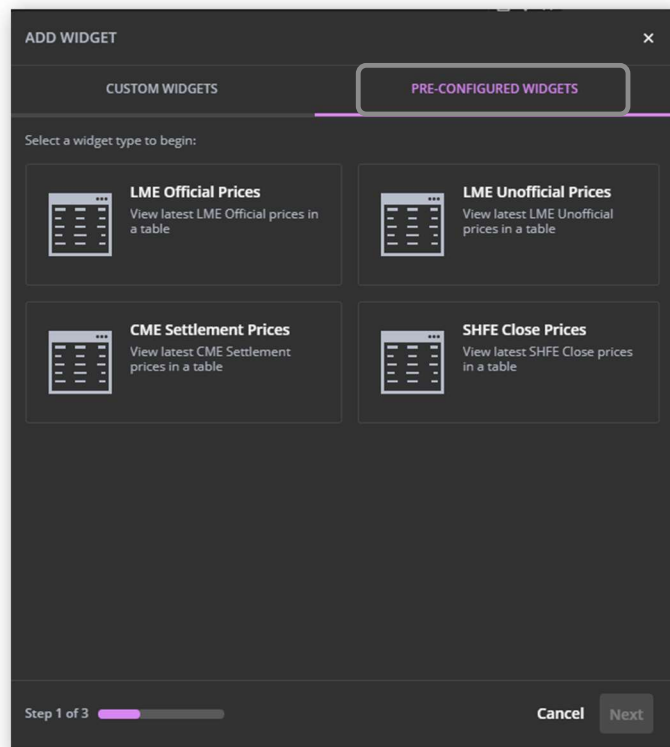 ADD WIDGET
CUSTOM WIDGETS
PRE-CONFIGURED WIDGETS
Select a widget type to begin:
LME Official Prices
View latest LME Official prices in
a table
LME Unofficial Prices
View latest LME Unofficial
prices in a table
CME Settlement Prices
View latest CME Settlement
prices in a table
SHFE Close Prices
View latest SHFE Close prices
in a table
Step 1 of 3
Cancel
Next